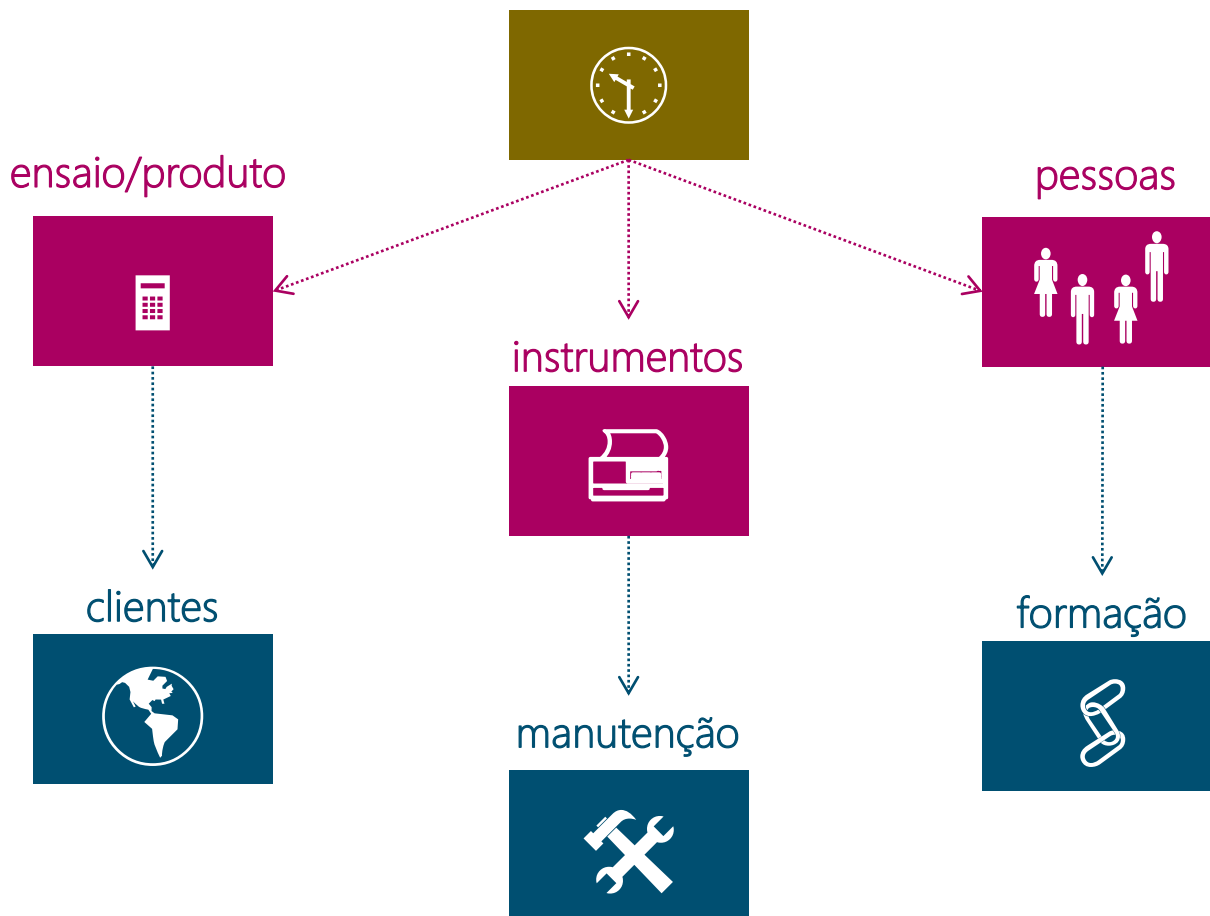 ensaio/produto
pessoas
instrumentos
clientes
formação
manutenção